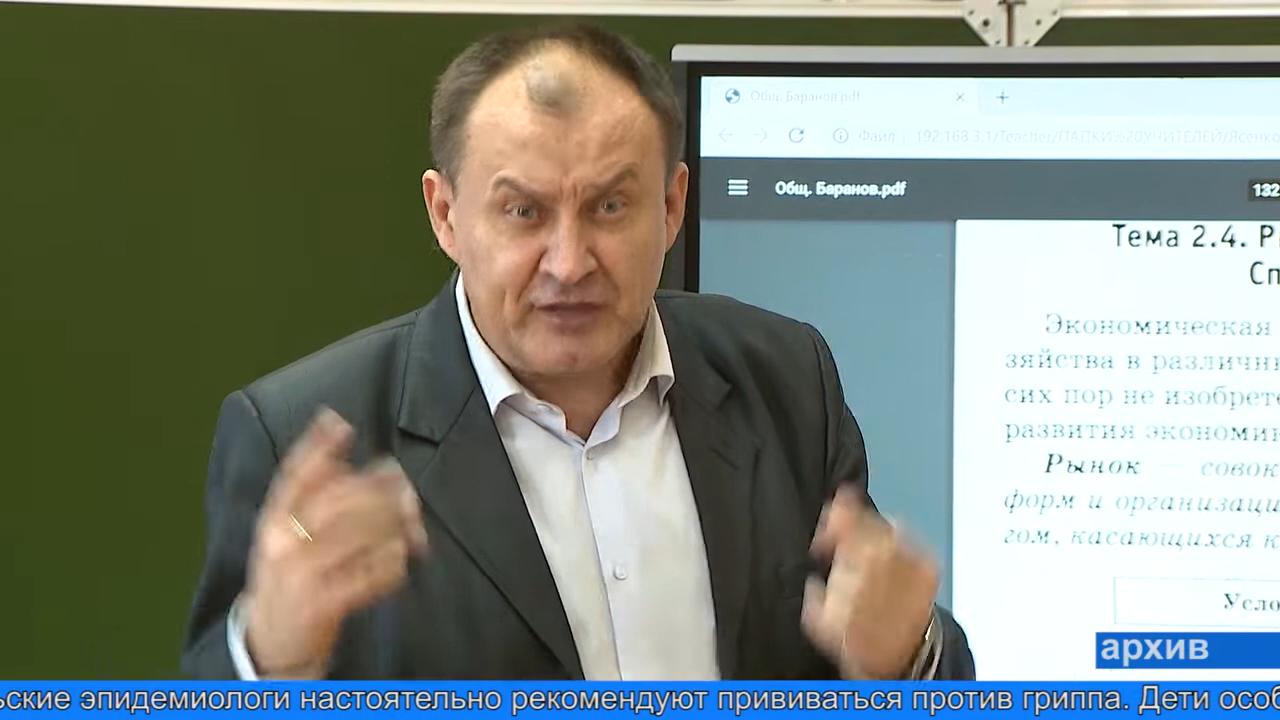 Общ. Баранов.pdf
Файл 192.168.3.1/Teacher/ПАПКИ%20УЧИТЕЛЕЙ/Ясенко
Общ. Баранов.pdf
132
Тема 2.4. Р
Сп
Экономическая
зяйства в различн
сих пор не изобрете
развития экономик
Рынок — совок
форм и организаци
гом, касающихся к
Усло
архив
ьские эпидемиологи настоятельно рекомендуют прививаться против гриппа. Дети особ